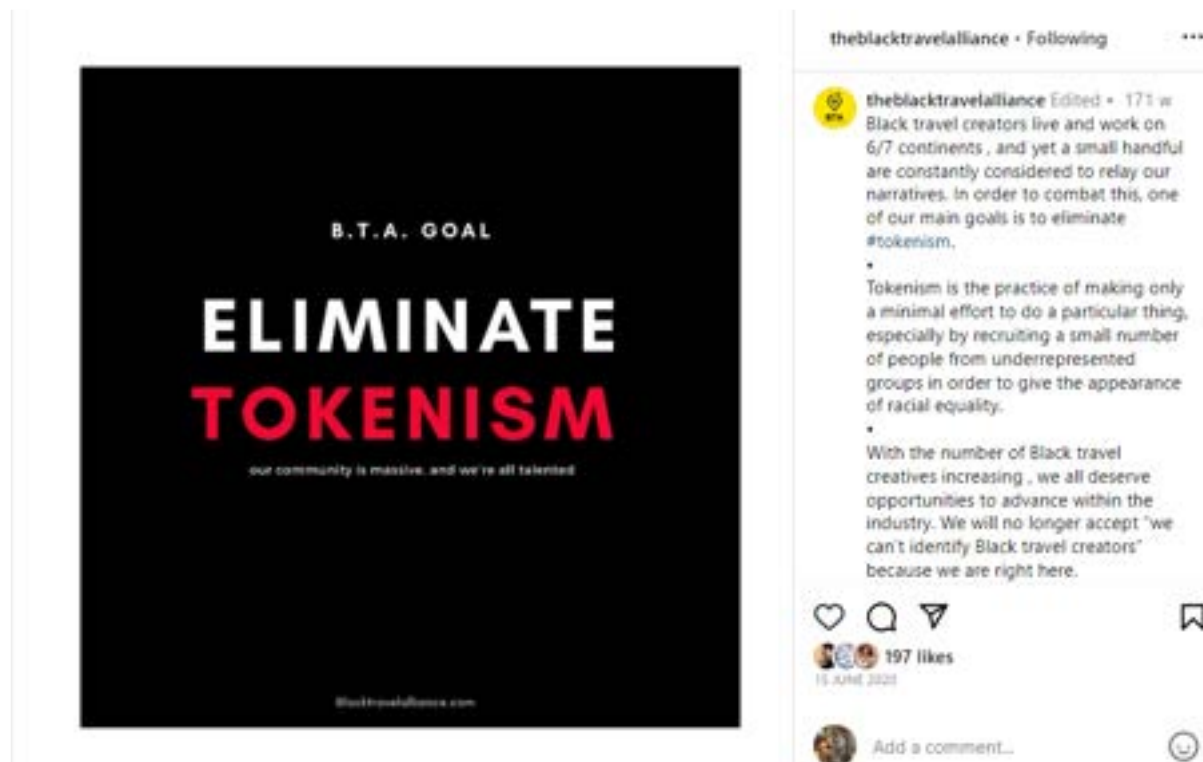 B.T.A. GOAL
ELIMINATE
TOKENISM
our community is massive, and we're all talented
Blacktravelalliance.com
theblacktravelalliance • Following
BTA
theblacktravelalliance Edited • 171 w
Black travel creators live and work on
6/7 continents , and yet a small handful
are constantly considered to relay our
narratives. In order to combat this, one
of our main goals is to eliminate
#tokenism.
•
Tokenism is the practice of making only
a minimal effort to do a particular thing,
especially by recruiting a small number
of people from underrepresented
groups in order to give the appearance
of racial equality.
•
With the number of Black travel
creatives increasing , we all deserve
opportunities to advance within the
industry. We will no longer accept "we
can't identify Black travel creators"
because we are right here.
197 likes
15 JUNE 2020
Add a comment...